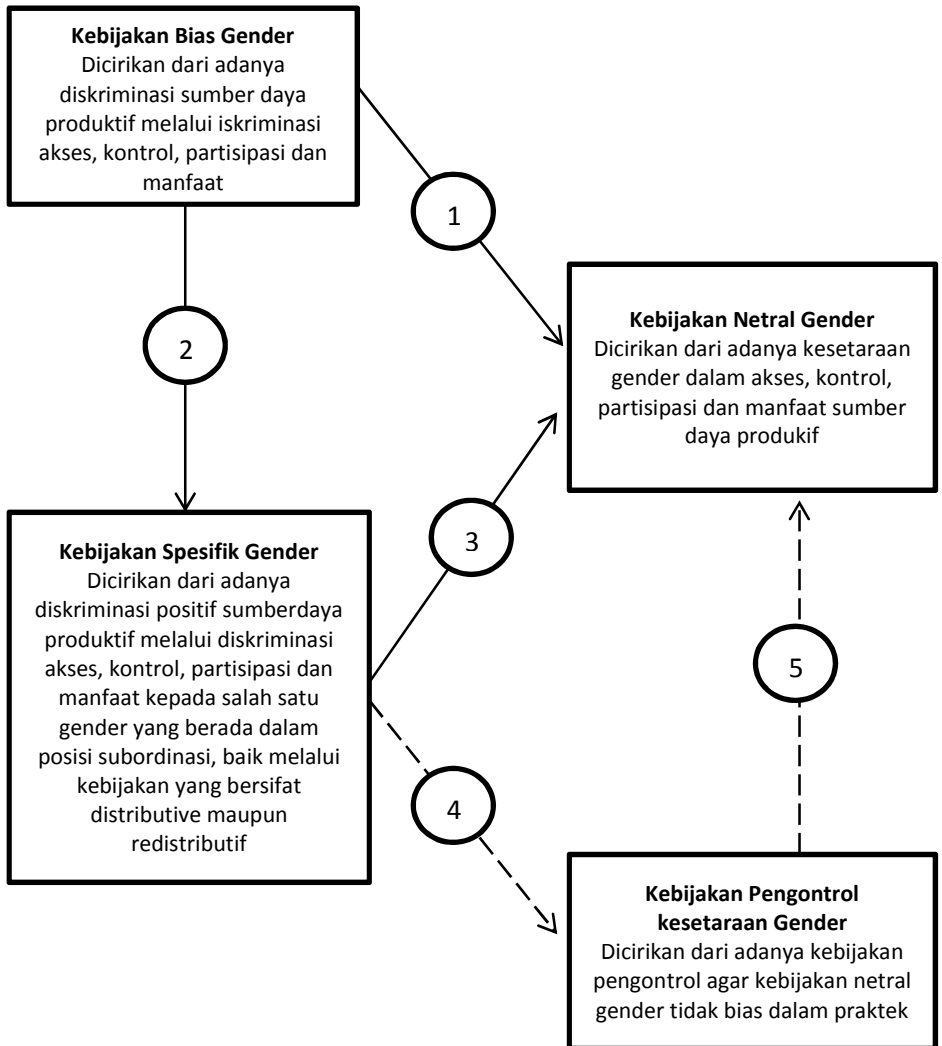 Kebijakan Bias Gender
Dicirikan dari adanya
diskriminasi sumber daya
produktif melalui iskriminasi
akses, kontrol, partisipasi dan
manfaat
1
2
Kebijakan Netral Gender
Dicirikan dari adanya kesetaraan
gender dalam akses, kontrol,
partisipasi dan manfaat sumber
daya produkif
Kebijakan Spesifik Gender
Dicirikan dari adanya
diskriminasi positif sumberdaya
produktif melalui diskriminasi
akses, kontrol, partisipasi dan
manfaat kepada salah satu
gender yang berada dalam
posisi subordinasi, baik melalui
kebijakan yang bersifat
distributive maupun
redistributif
3
4
5
Kebijakan Pengontrol
kesetaraan Gender
Dicirikan dari adanya kebijakan
pengontrol agar kebijakan netral
gender tidak bias dalam praktek